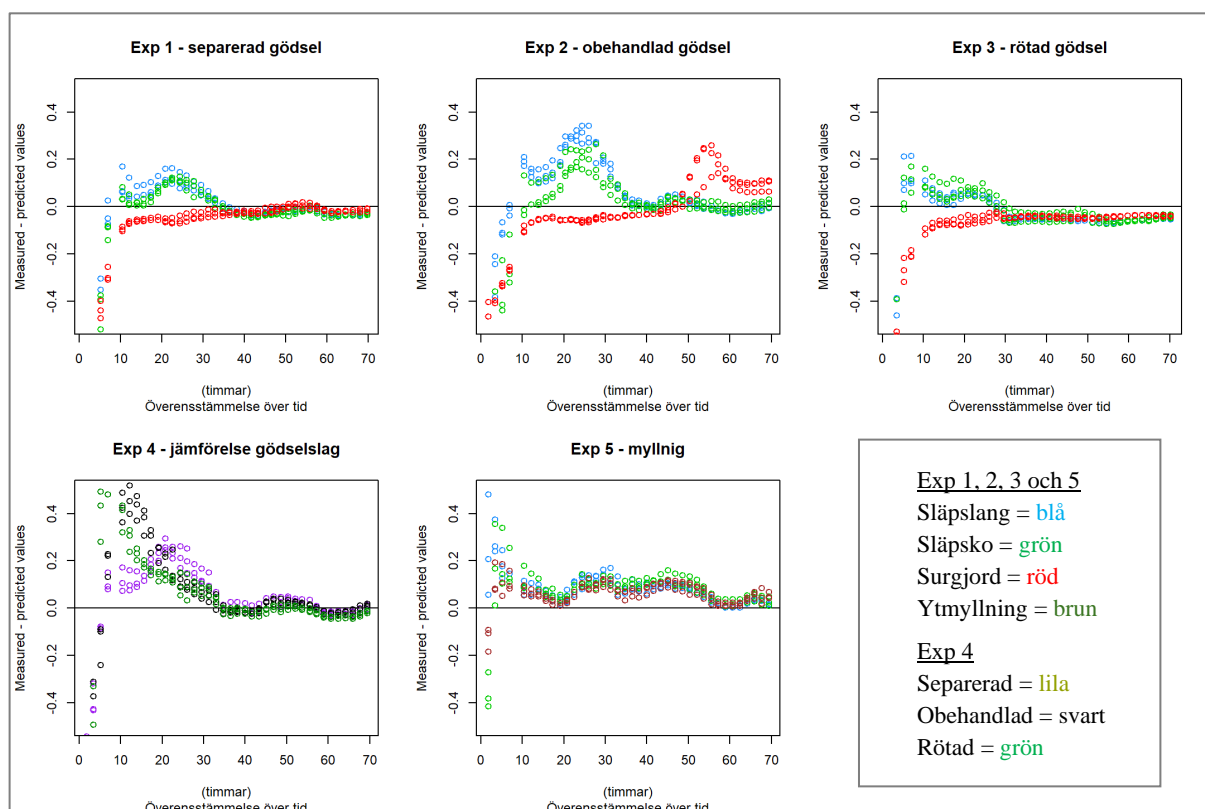 Exp 1 - separerad gödsel
Measured - predicted values
0.4
0.2
0.0
-0.2
-0.4
0 10 20 30 40 50 60 70
(timmar)
Överensstämmelse över tid
Exp 2 - obehandlad gödsel
Measured - predicted values
0.4
0.2
0.0
-0.2
-0.4
0 10 20 30 40 50 60 70
(timmar)
Överensstämmelse över tid
Exp 3 - rötad gödsel
Measured - predicted values
0.4
0.2
0.0
-0.2
-0.4
0 10 20 30 40 50 60 70
(timmar)
Överensstämmelse över tid
Exp 4 - jämförelse gödselslag
Measured - predicted values
0.4
0.2
0.0
-0.2
-0.4
0 10 20 30 40 50 60 70
(timmar)
Överensstämmelse över tid
Exp 5 - myllnig
Measured - predicted values
0.4
0.2
0.0
-0.2
-0.4
0 10 20 30 40 50 60 70
(timmar)
Överensstämmelse över tid
Exp 1, 2, 3 och 5
Släpslang = blå
Släpsko = grön
Surgjord = röd
Ytmyllning = brun
Exp 4
Separerad = lila
Obehandlad = svart
Rötad = grön